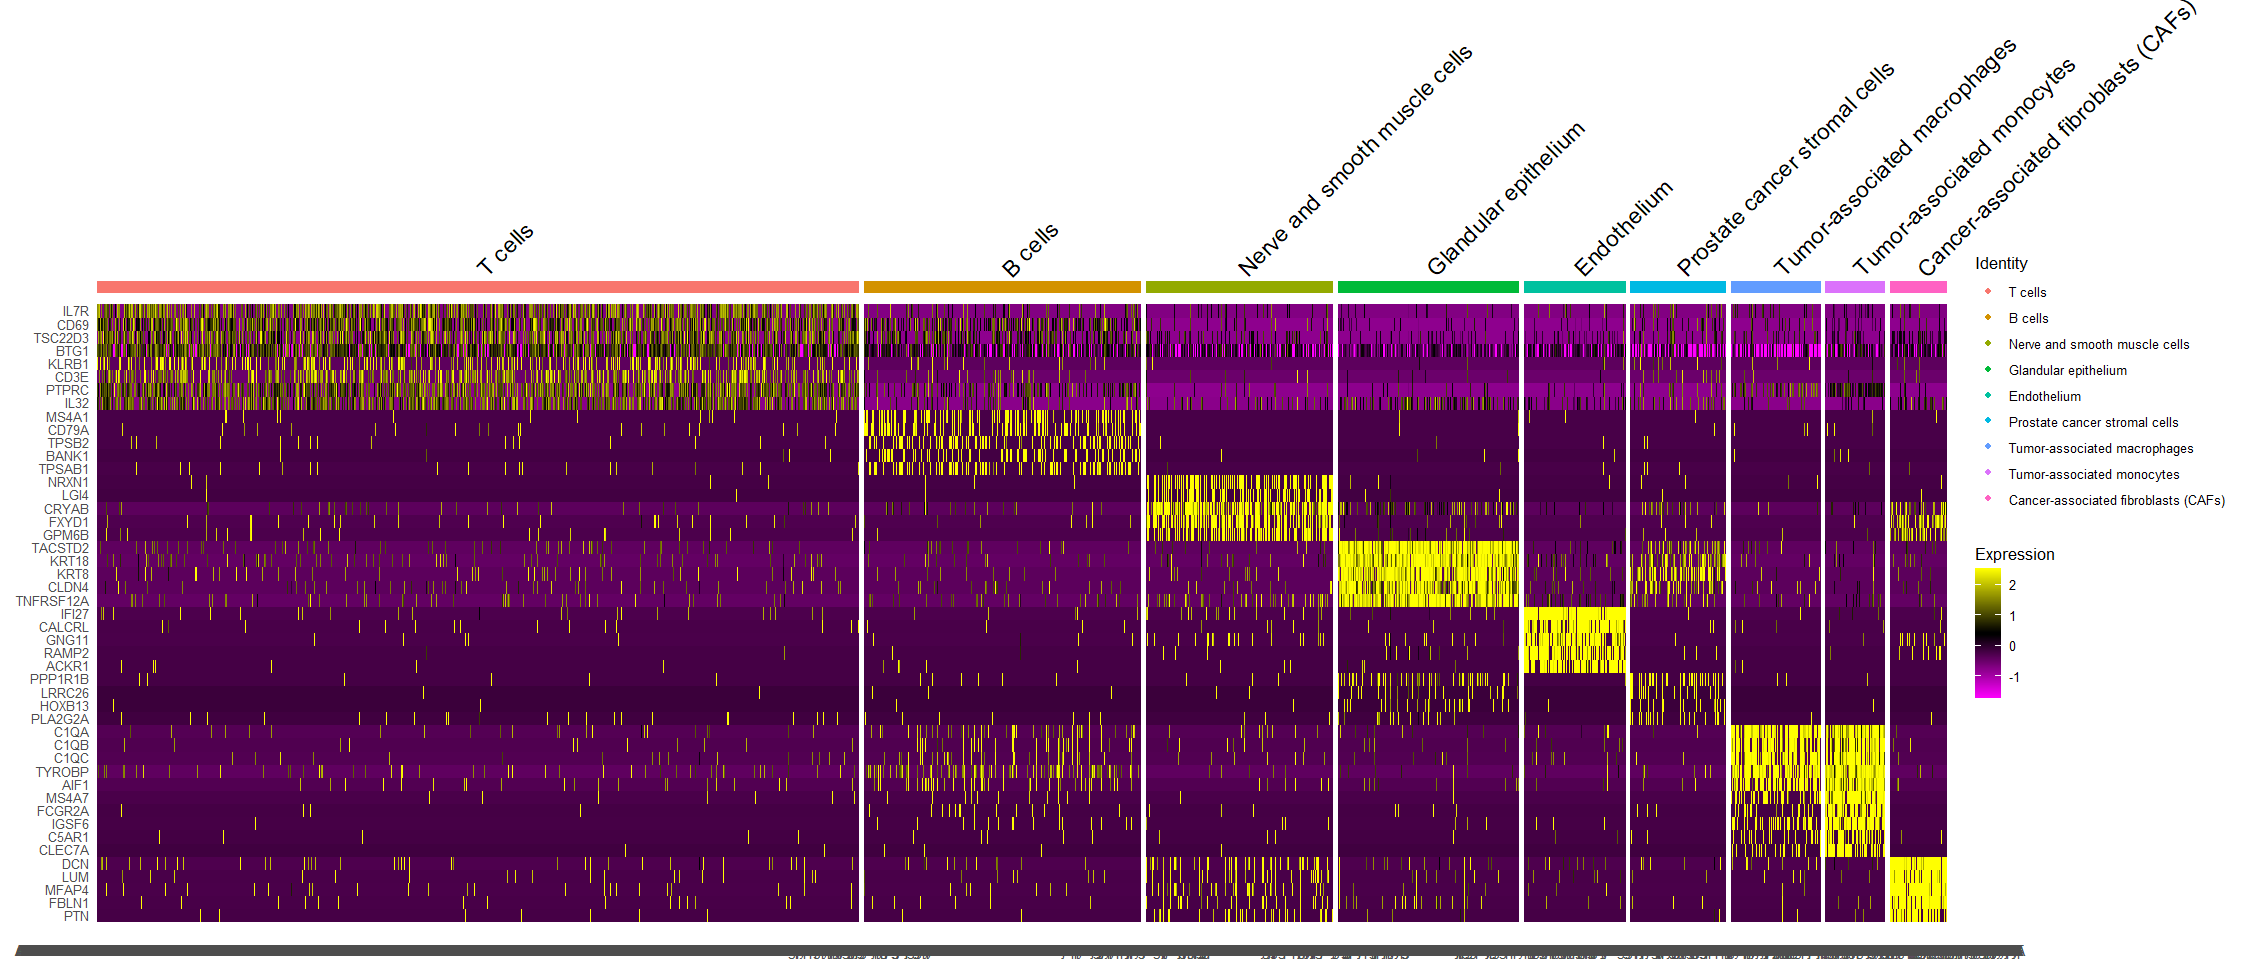 T cells
B cells
Nerve and smooth muscle cells
Glandular epithelium
Endothelium
Prostate cancer stromal cells
Tumor-associated macrophages
Tumor-associated monocytes
Cancer-associated fibroblasts (CAFs)
IL7R
CD69
TSC22D3
BTG1
KLRB1
CD3E
PTPRC
IL32
MS4A1
CD79A
TPSB2
BANK1
TPSAB1
NRXN1
LGI4
CRYAB
FXYD1
GPM6B
TACSTD2
KRT18
KRT8
CLDN4
TNFRSF12A
IFI27
CALCRL
GNG11
RAMP2
ACKR1
PPP1R1B
LRRC26
HOXB13
PLA2G2A
C1QA
C1QB
C1QC
TYROBP
AIF1
MS4A7
FCGR2A
IGSF6
C5AR1
CLEC7A
DCN
LUM
MFAP4
FBLN1
PTN
Identity
T cells
B cells
Nerve and smooth muscle cells
Glandular epithelium
Endothelium
Prostate cancer stromal cells
Tumor-associated macrophages
Tumor-associated monocytes
Cancer-associated fibroblasts (CAFs)
Expression
2
1
0
-1